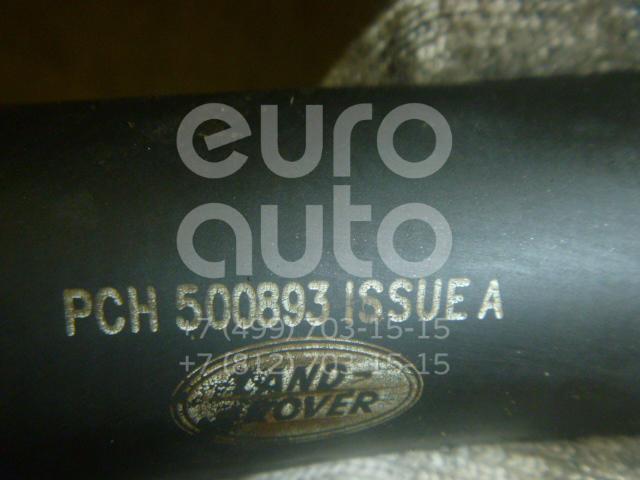 euro
auto
PCH 500893 ISSUE A
+7 (499) 703-15-15
+7 (812) 703-15-15
LAND-
ROVER